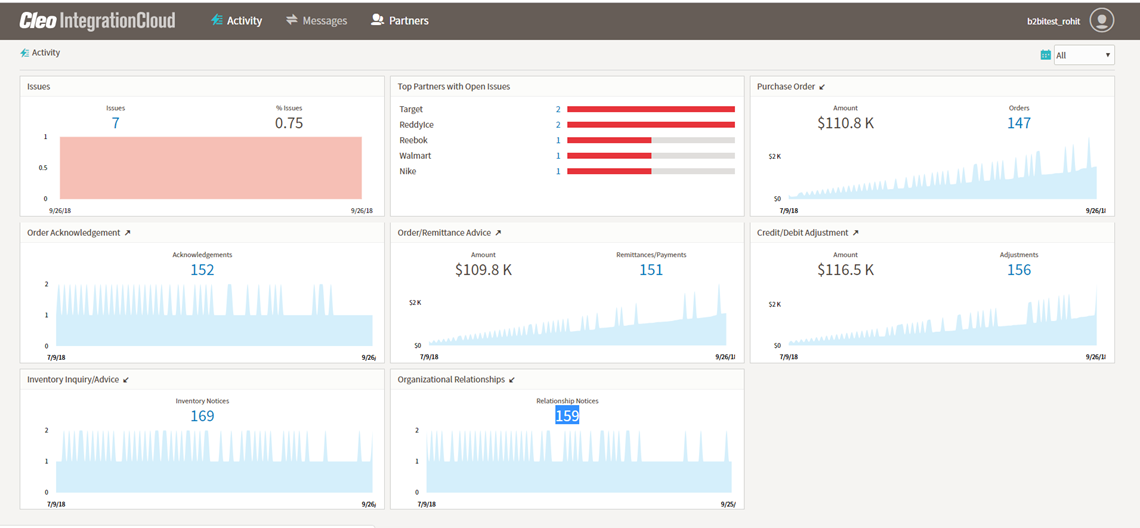 Cleo IntegrationCloud Activity Messages Partners b2bitest_rohit
Activity All
Issues
Issues % Issues
7 0.75
1
0.5
0
9/26/18 9/26/18
Top Partners with Open Issues
Target 2
ReddyIce 2
Reebok 1
Walmart 1
Nike 1
Purchase Order
Amount Orders
$110.8 K 147
$2 K
$0
7/9/18 9/26/1
Order Acknowledgement
Acknowledgements
152
2
1
0
7/9/18 9/26/
Order/Remittance Advice
Amount Remittances/Payments
$109.8 K 151
$2 K
$0
7/9/18 9/26/1
Credit/Debit Adjustment
Amount Adjustments
$116.5 K 156
$2 K
$0
7/9/18 9/26/1
Inventory Inquiry/Advice
Inventory Notices
169
2
1
0
7/9/18 9/26/
Organizational Relationships
Relationship Notices
159
2
1
0
7/9/18 9/25/